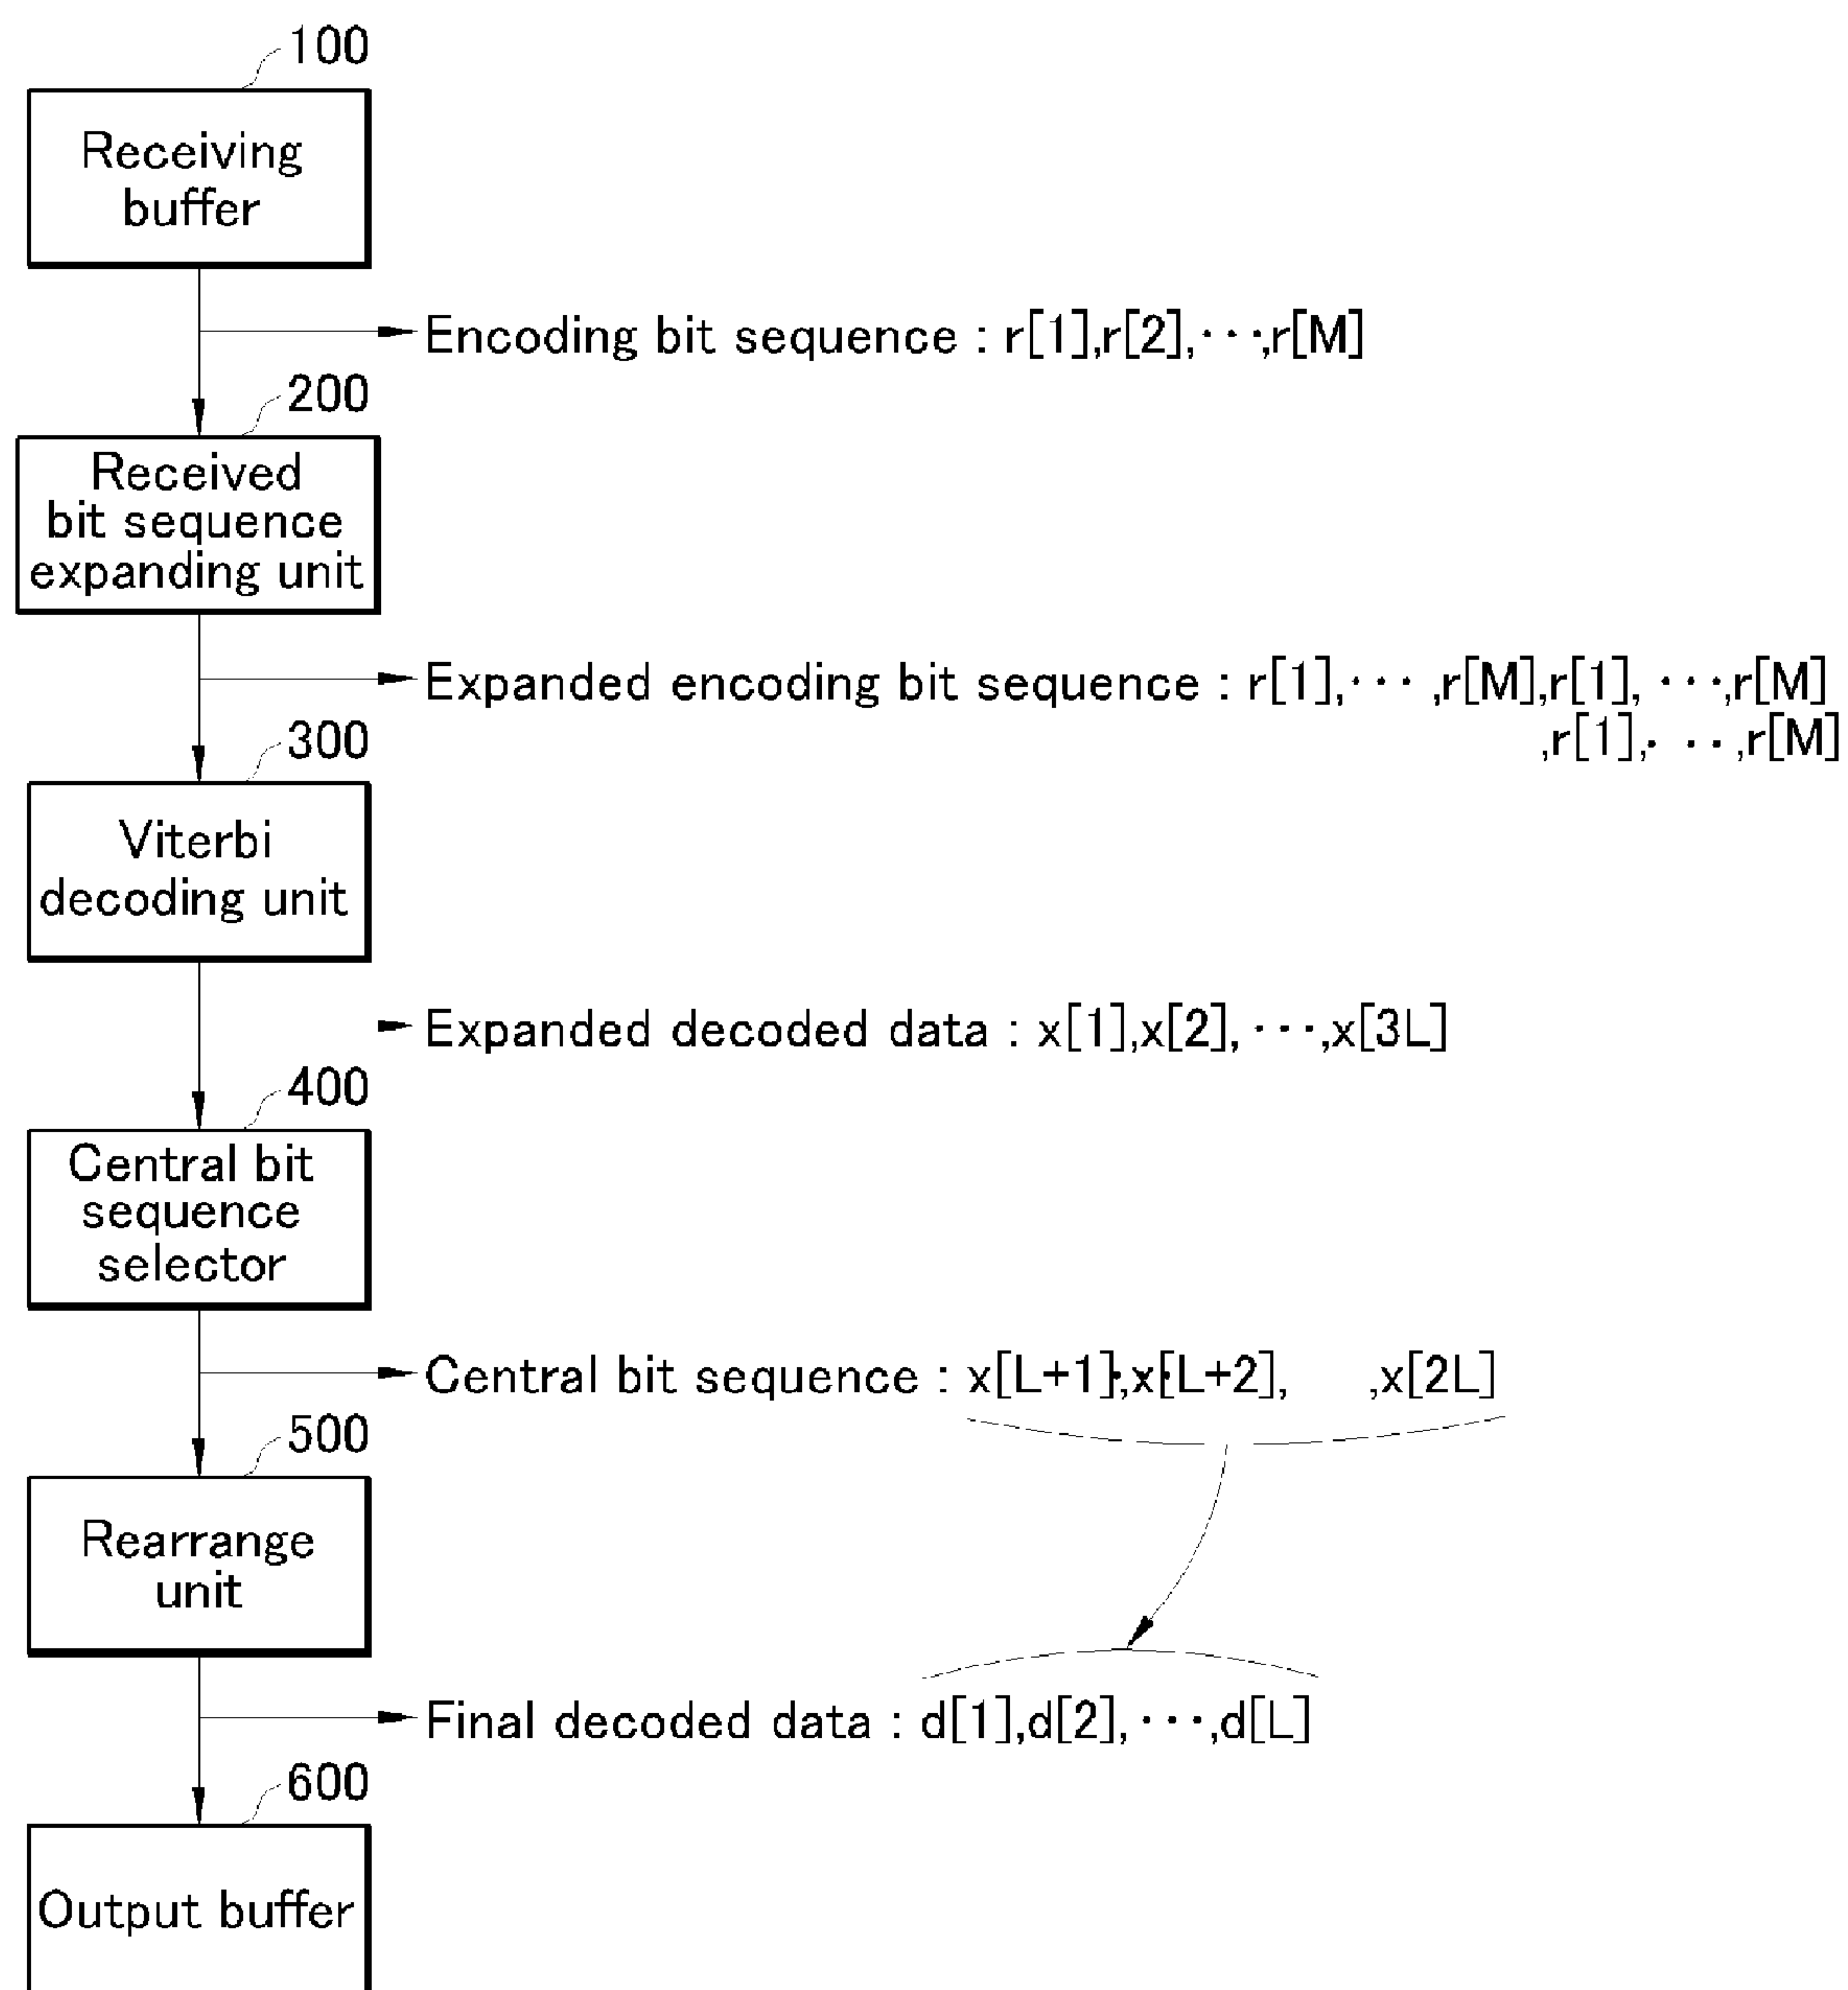 100
Receiving
buffer
Encoding bit sequence : r[1],r[2],···,r[M]
200
Received
bit sequence
expanding unit
Expanded encoding bit sequence : r[1],··· ,r[M],r[1], ···,r[M]
,r[1],· ·· ,r[M]
300
Viterbi
decoding unit
Expanded decoded data : x[1],x[2], ···,x[3L]
400
Central bit
sequence
selector
Central bit sequence : x[L+1],x[L+2], ,x[2L]
500
Rearrange
unit
Final decoded data : d[1],d[2],···,d[L]
600
Output buffer